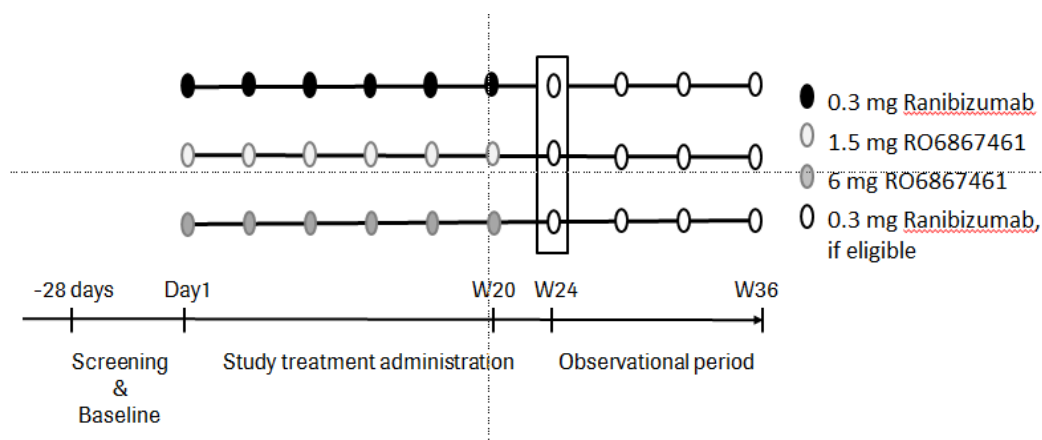 0.3 mg Ranibizumab
1.5 mg RO6867461
6 mg RO6867461
0.3 mg Ranibizumab,
if eligible
-28 days
Day1
W20
W24
W36
Screening
&
Baseline
Study treatment administration
Observational period